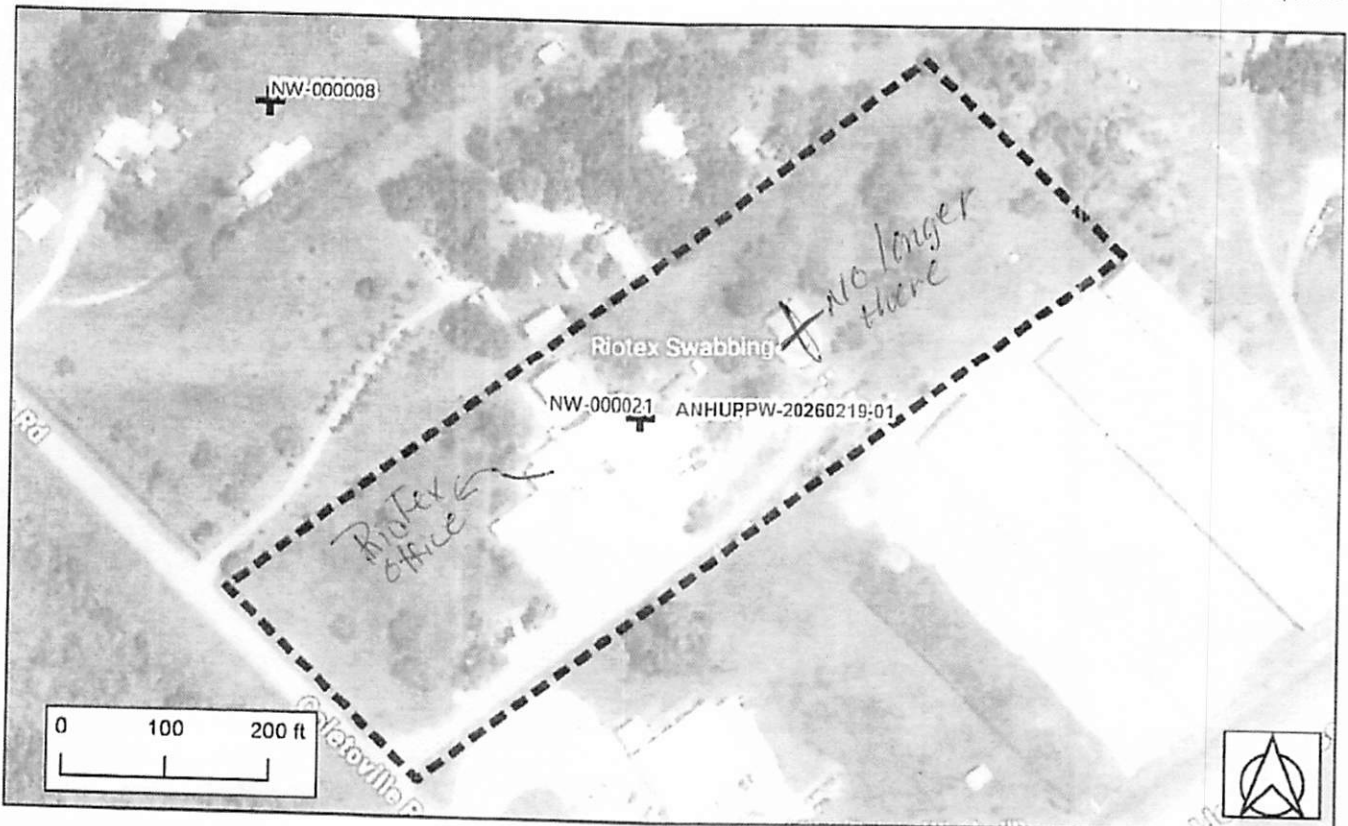 NW-000008
No longer
there
Riotex Swabbing
NW-000021 ANHUPPW-20260219-01
Riotex
office
Rd
0 100 200 ft
Coletoville R